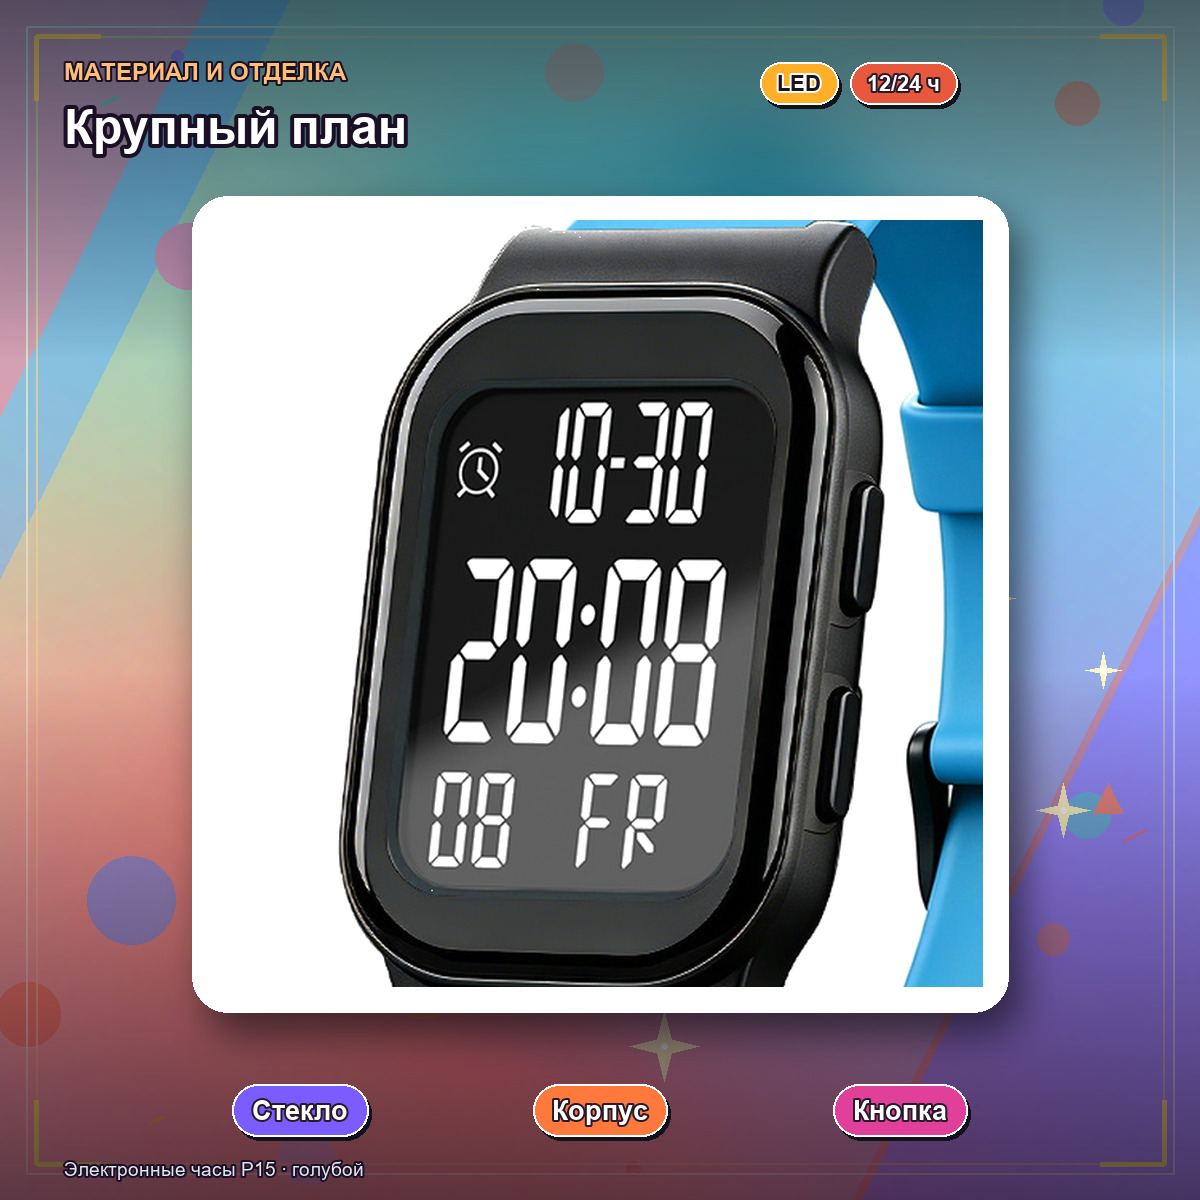 МАТЕРИАЛ И ОТДЕЛКА
Крупный план
LED
12/24 ч
10-30
20:08
08 FR
Стекло
Корпус
Кнопка
Электронные часы P15 · голубой